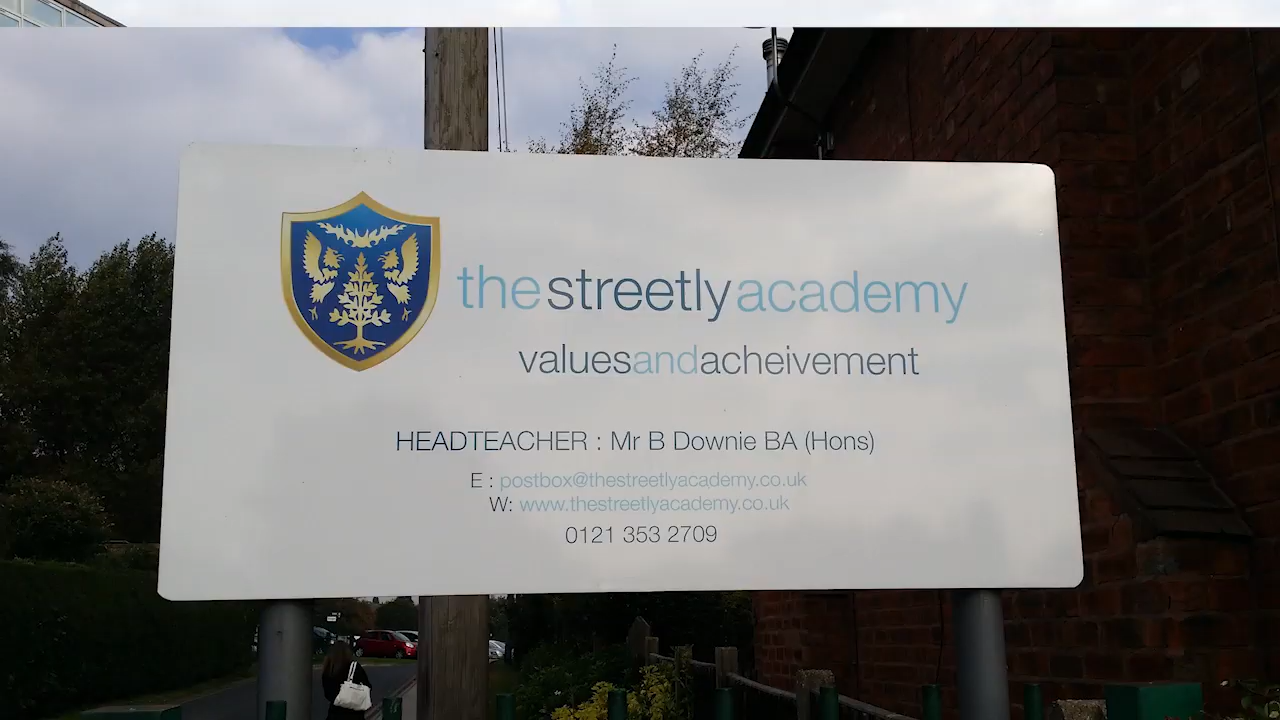 thestreetlyacademy
valuesandacheivement
HEADTEACHER : Mr B Downie BA (Hons)
E : postbox@thestreetlyacademy.co.uk
W: www.thestreetlyacademy.co.uk
0121 353 2709